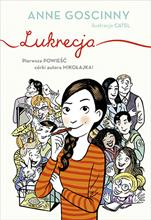 ANNE GOSCINNY
ilustracje CATEL
Lukrecja
Pierwsza POWIEŚĆ
córki autora MIKOŁAJKA!